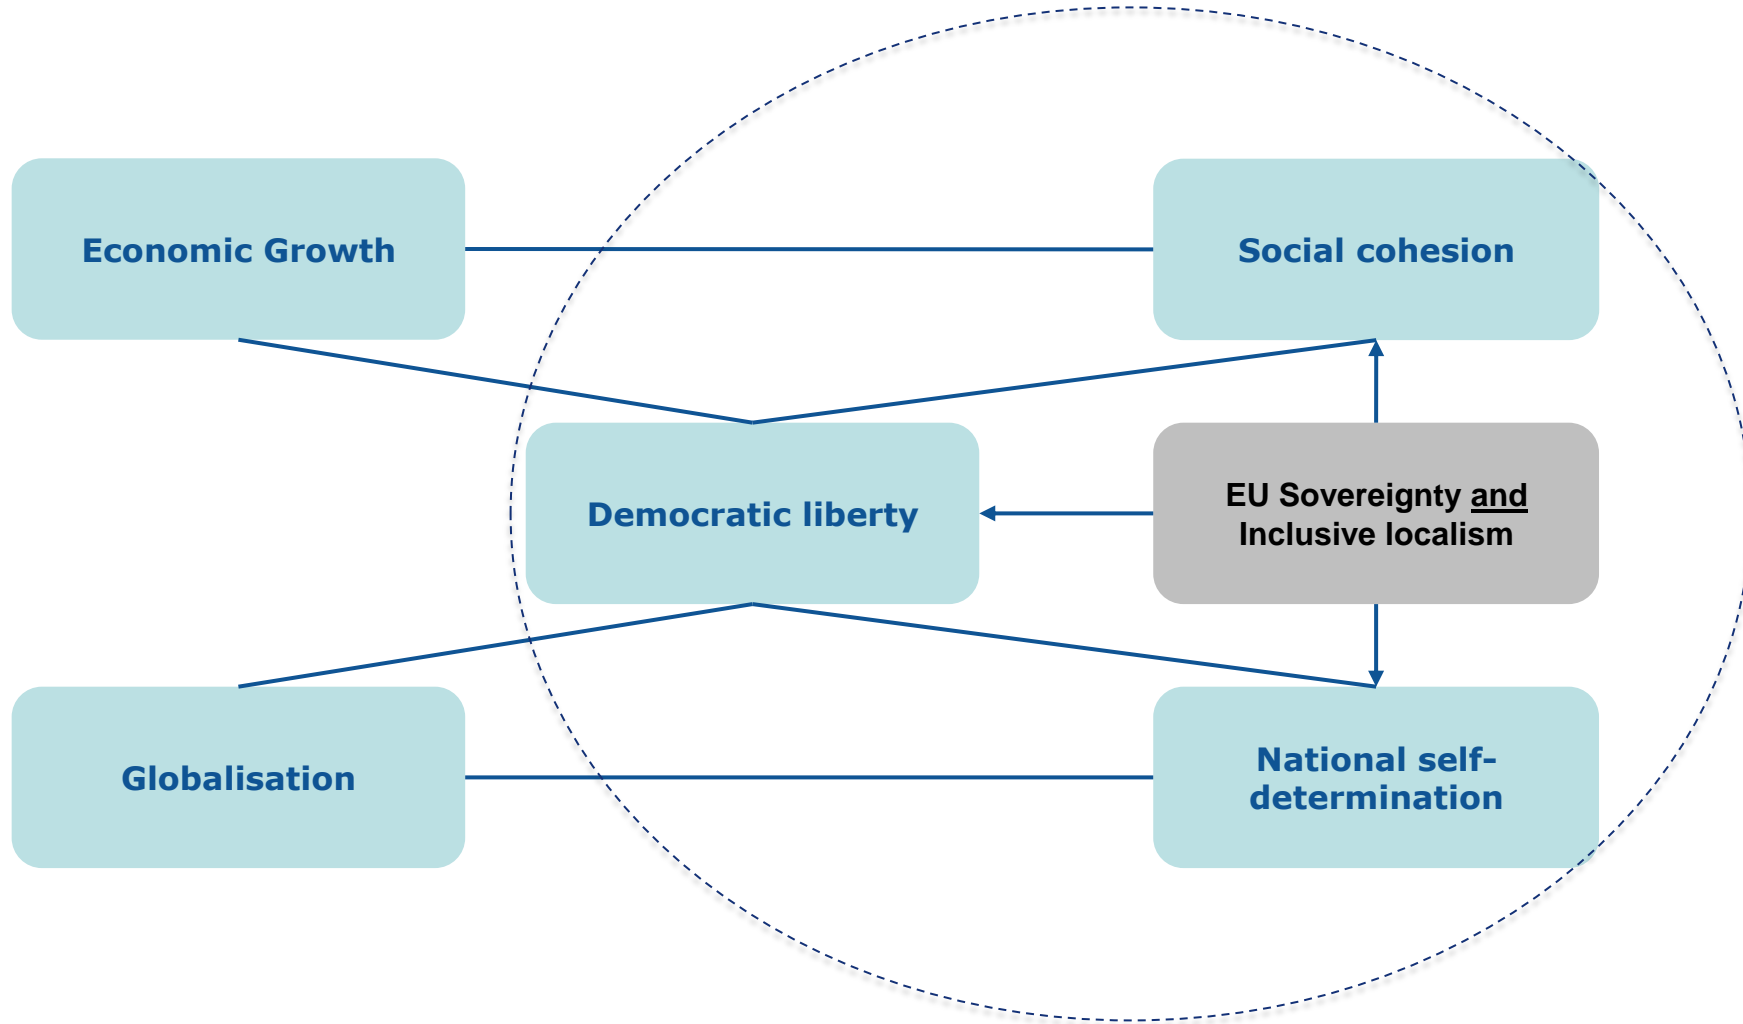 Economic Growth
Social cohesion
Democratic liberty
EU Sovereignty and
Inclusive localism
Globalisation
National self-
determination